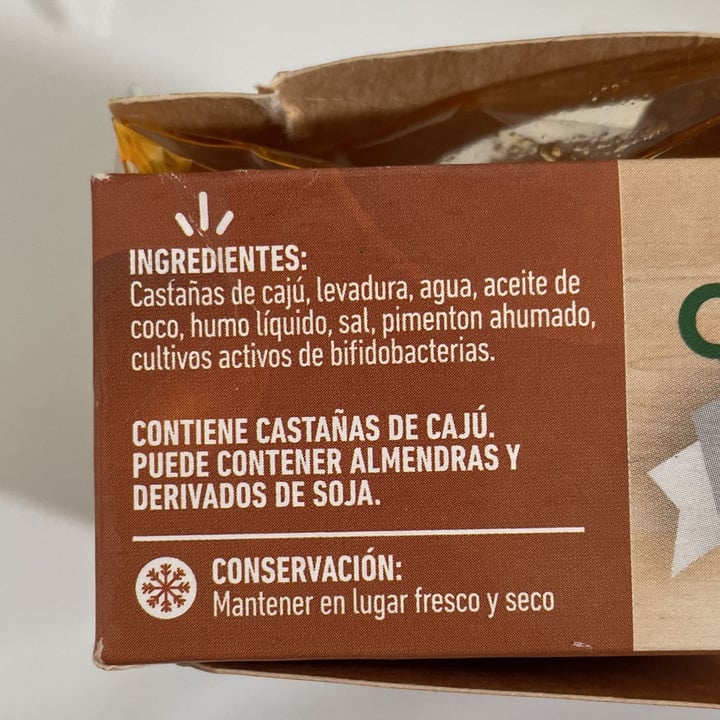 INGREDIENTES:
Castañas de cajú, levadura, agua, aceite de
coco, humo líquido, sal, pimenton ahumado,
cultivos activos de bifidobacterias.
CONTIENE CASTAÑAS DE CAJÚ.
PUEDE CONTENER ALMENDRAS Y
DERIVADOS DE SOJA.
CONSERVACIÓN:
Mantener en lugar fresco y seco